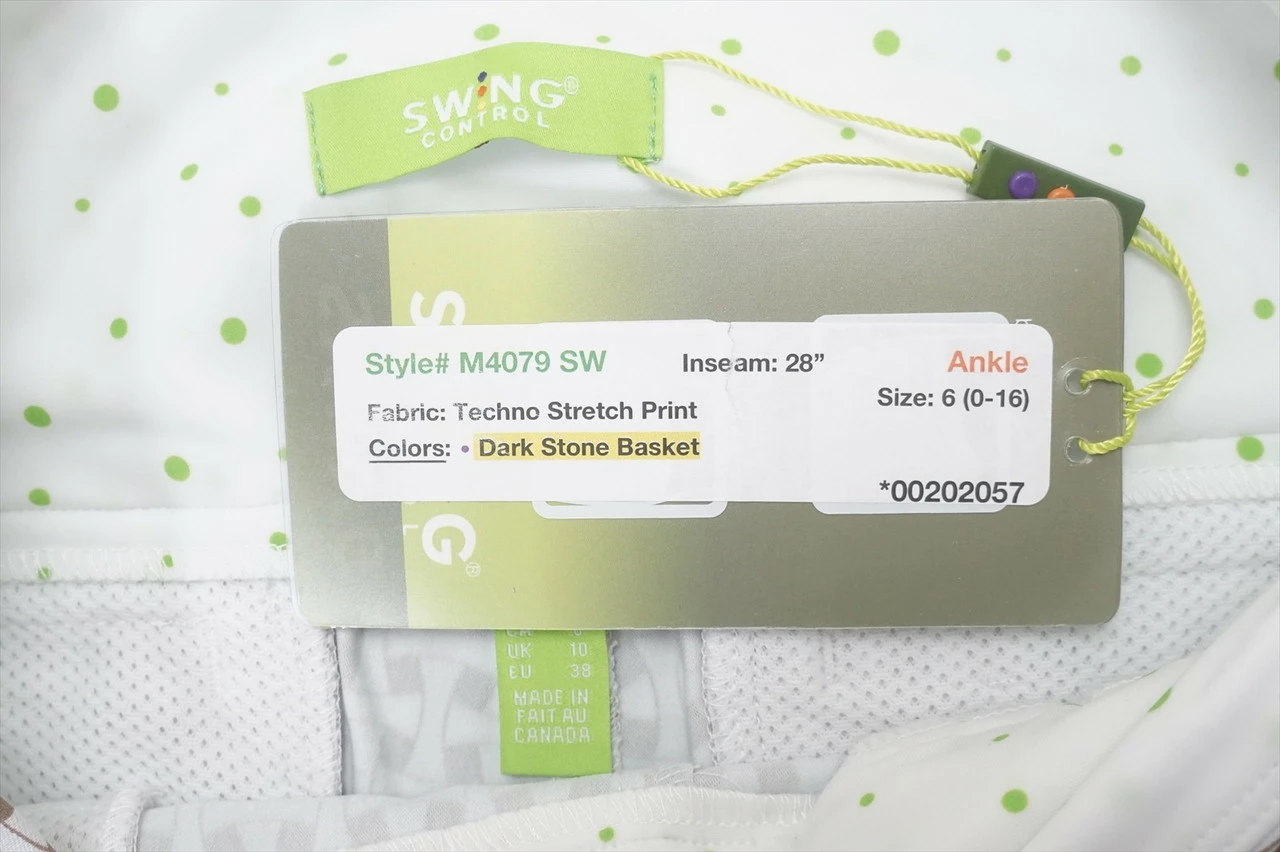 SWING®
CONTROL
Style# M4079 SW
Inseam: 28”
Ankle
Fabric: Techno Stretch Print
Size: 6 (0-16)
Colors: • Dark Stone Basket
*00202057
UK 10
EU 38
MADE IN
FAIT AU
CANADA